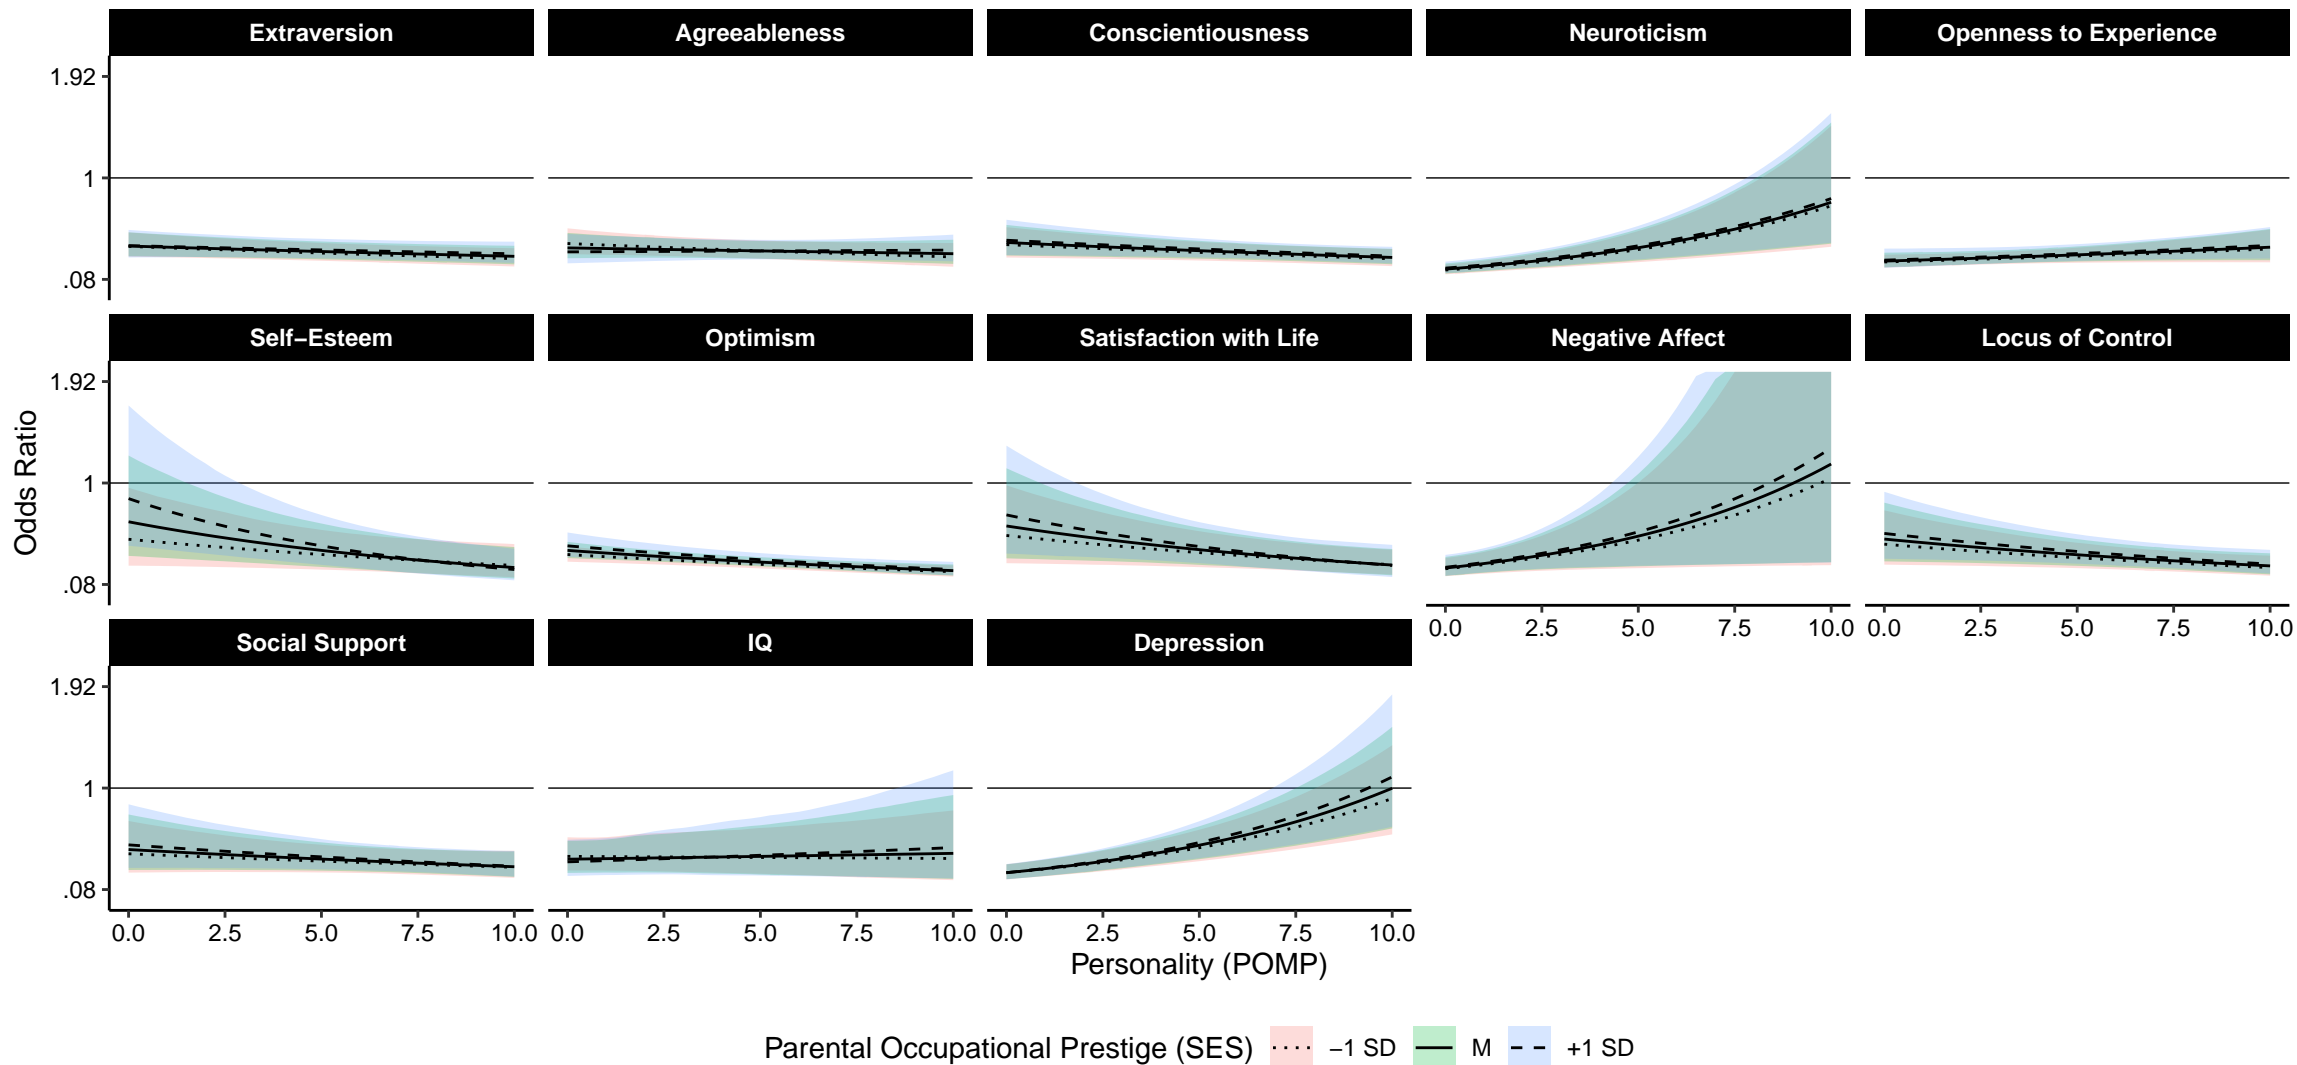 Extraversion Agreeableness Conscientiousness Neuroticism Openness to Experience
1.92
1
.08
Self−Esteem Optimism Satisfaction with Life Negative Affect Locus of Control
1.92
1
.08
Odds Ratio
0.0 2.5 5.0 7.5 10.0 0.0 2.5 5.0 7.5 10.0
Social Support IQ Depression
1.92
1
.08
0.0 2.5 5.0 7.5 10.0 0.0 2.5 5.0 7.5 10.0 0.0 2.5 5.0 7.5 10.0
Personality (POMP)
Parental Occupational Prestige (SES) −1 SD M +1 SD